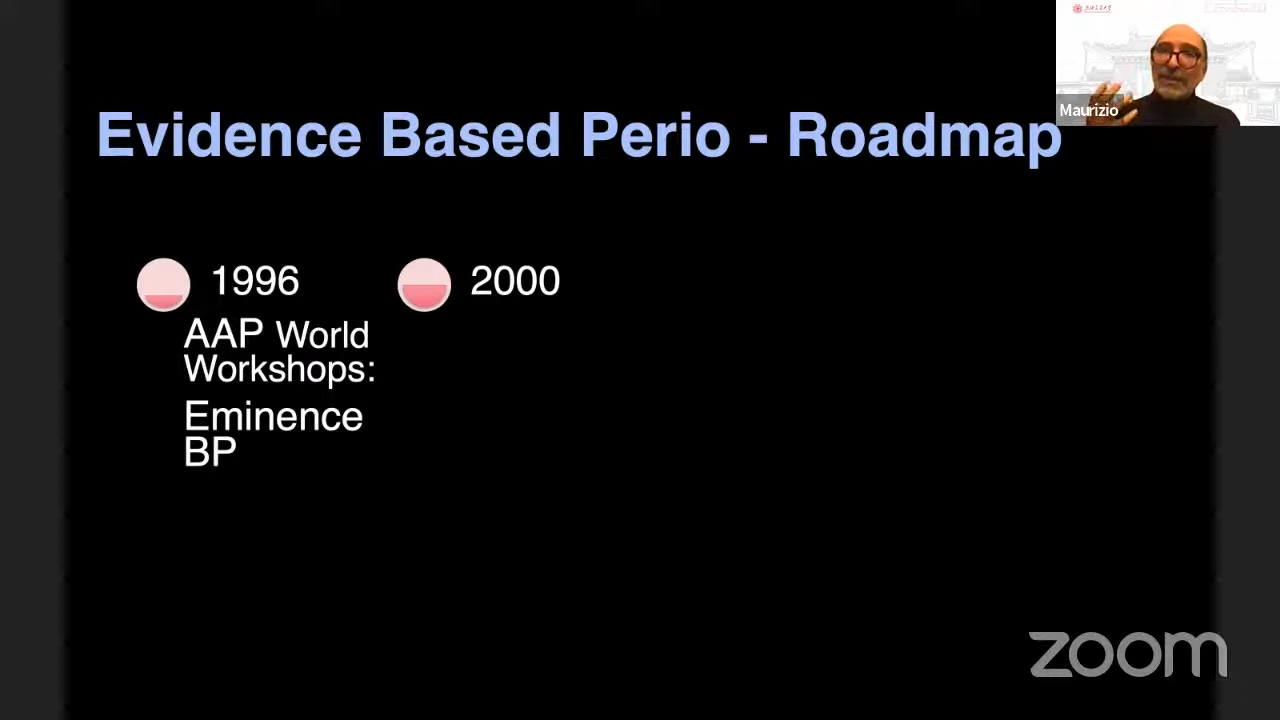 Evidence Based Perio - Roadmap
Maurizio
1996
2000
AAP World
Workshops:
Eminence
BP
zoom